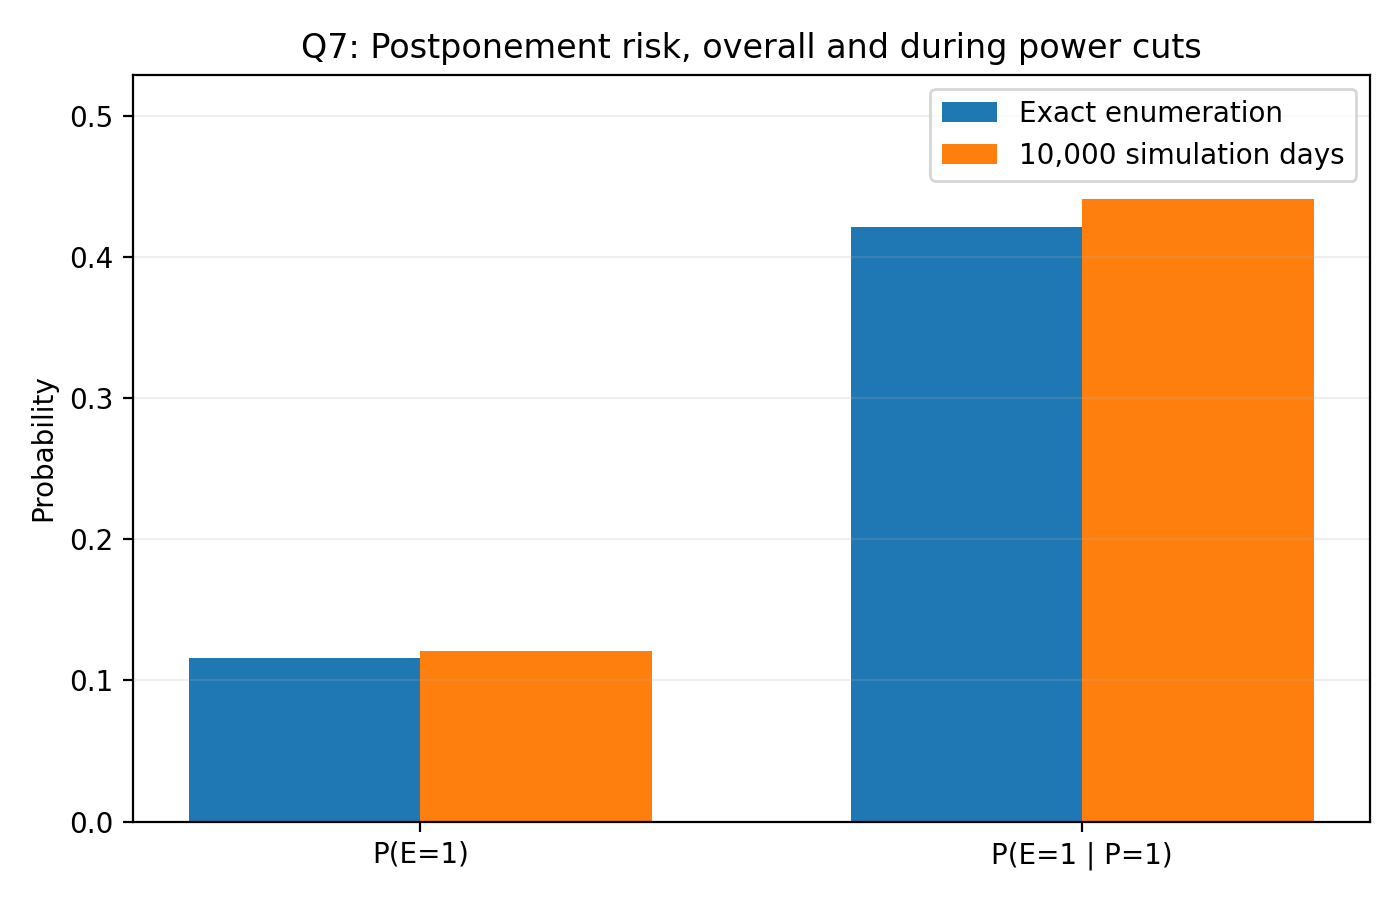 Q7: Postponement risk, overall and during power cuts
Exact enumeration
10,000 simulation days
Probability
0.5
0.4
0.3
0.2
0.1
0.0
P(E=1)
P(E=1 | P=1)